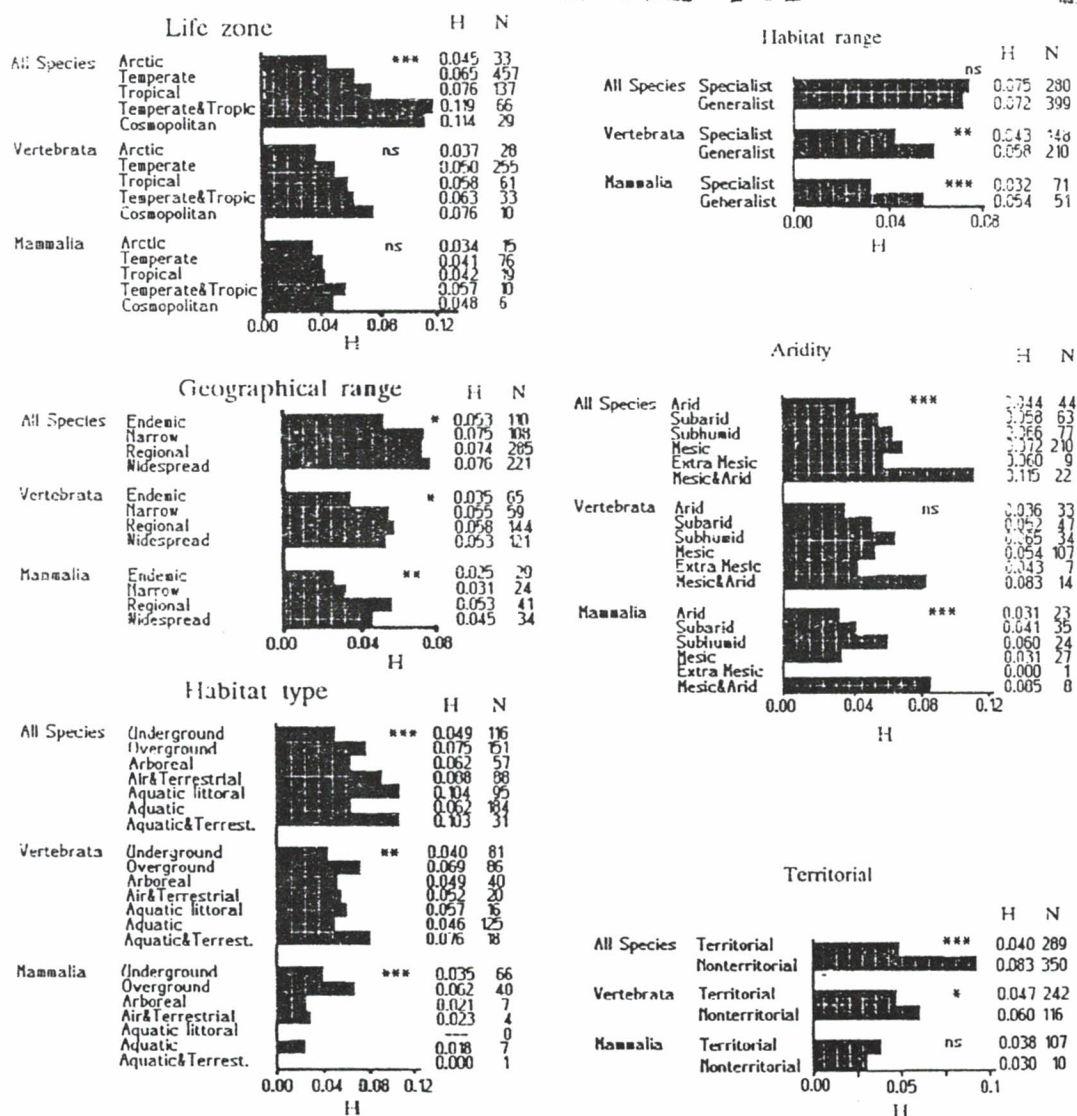 Life zone
H N
All Species Arctic *** 0.045 33
Temperate 0.065 457
Tropical 0.076 137
Temperate&Tropic 0.119 66
Cosmopolitan 0.114 29
Vertebrata Arctic ns 0.037 28
Temperate 0.050 255
Tropical 0.058 61
Temperate&Tropic 0.063 33
Cosmopolitan 0.076 10
Mammalia Arctic ns 0.034 15
Temperate 0.041 76
Tropical 0.042 19
Temperate&Tropic 0.057 10
Cosmopolitan 0.048 6
0.00 0.04 0.08 0.12
H
Geographical range
H N
All Species Endemic * 0.053 110
Narrow 0.075 108
Regional 0.074 285
Widespread 0.076 221
Vertebrata Endemic * 0.035 65
Narrow 0.055 59
Regional 0.058 144
Widespread 0.053 121
Mammalia Endemic ** 0.025 29
Narrow 0.031 24
Regional 0.053 41
Widespread 0.045 34
0.00 0.04 0.08
H
Habitat type
H N
All Species Underground *** 0.049 116
Overground 0.075 151
Arboreal 0.062 57
Air&Terrestrial 0.088 88
Aquatic littoral 0.104 95
Aquatic 0.062 184
Aquatic&Terrest. 0.103 31
Vertebrata Underground ** 0.040 81
Overground 0.069 86
Arboreal 0.049 40
Air&Terrestrial 0.052 20
Aquatic littoral 0.057 16
Aquatic 0.046 125
Aquatic&Terrest. 0.076 18
Mammalia Underground *** 0.035 66
Overground 0.062 40
Arboreal 0.021 7
Air&Terrestrial 0.023 4
Aquatic littoral --- 0
Aquatic 0.018 7
Aquatic&Terrest. 0.000 1
0.00 0.04 0.08 0.12
H
Habitat range
H N
ns
All Species Specialist 0.075 280
Generalist 0.072 399
Vertebrata Specialist ** 0.043 148
Generalist 0.058 210
Mammalia Specialist *** 0.032 71
Generalist 0.054 51
0.00 0.04 0.08
H
Aridity
H N
All Species Arid *** 0.044 44
Subarid 0.058 63
Subhumid 0.066 77
Mesic 0.072 210
Extra Mesic 0.060 9
Mesic&Arid 0.115 22
Vertebrata Arid ns 0.036 33
Subarid 0.052 47
Subhumid 0.065 34
Mesic 0.054 107
Extra Mesic 0.043 7
Mesic&Arid 0.083 14
Mammalia Arid *** 0.031 23
Subarid 0.041 35
Subhumid 0.060 24
Mesic 0.031 27
Extra Mesic 0.000 1
Mesic&Arid 0.085 8
0.00 0.04 0.08 0.12
H
Territorial
H N
All Species Territorial *** 0.040 289
Nonterritorial 0.083 350
Vertebrata Territorial * 0.047 242
Nonterritorial 0.060 116
Mammalia Territorial ns 0.038 107
Nonterritorial 0.030 10
0.00 0.05 0.1
H